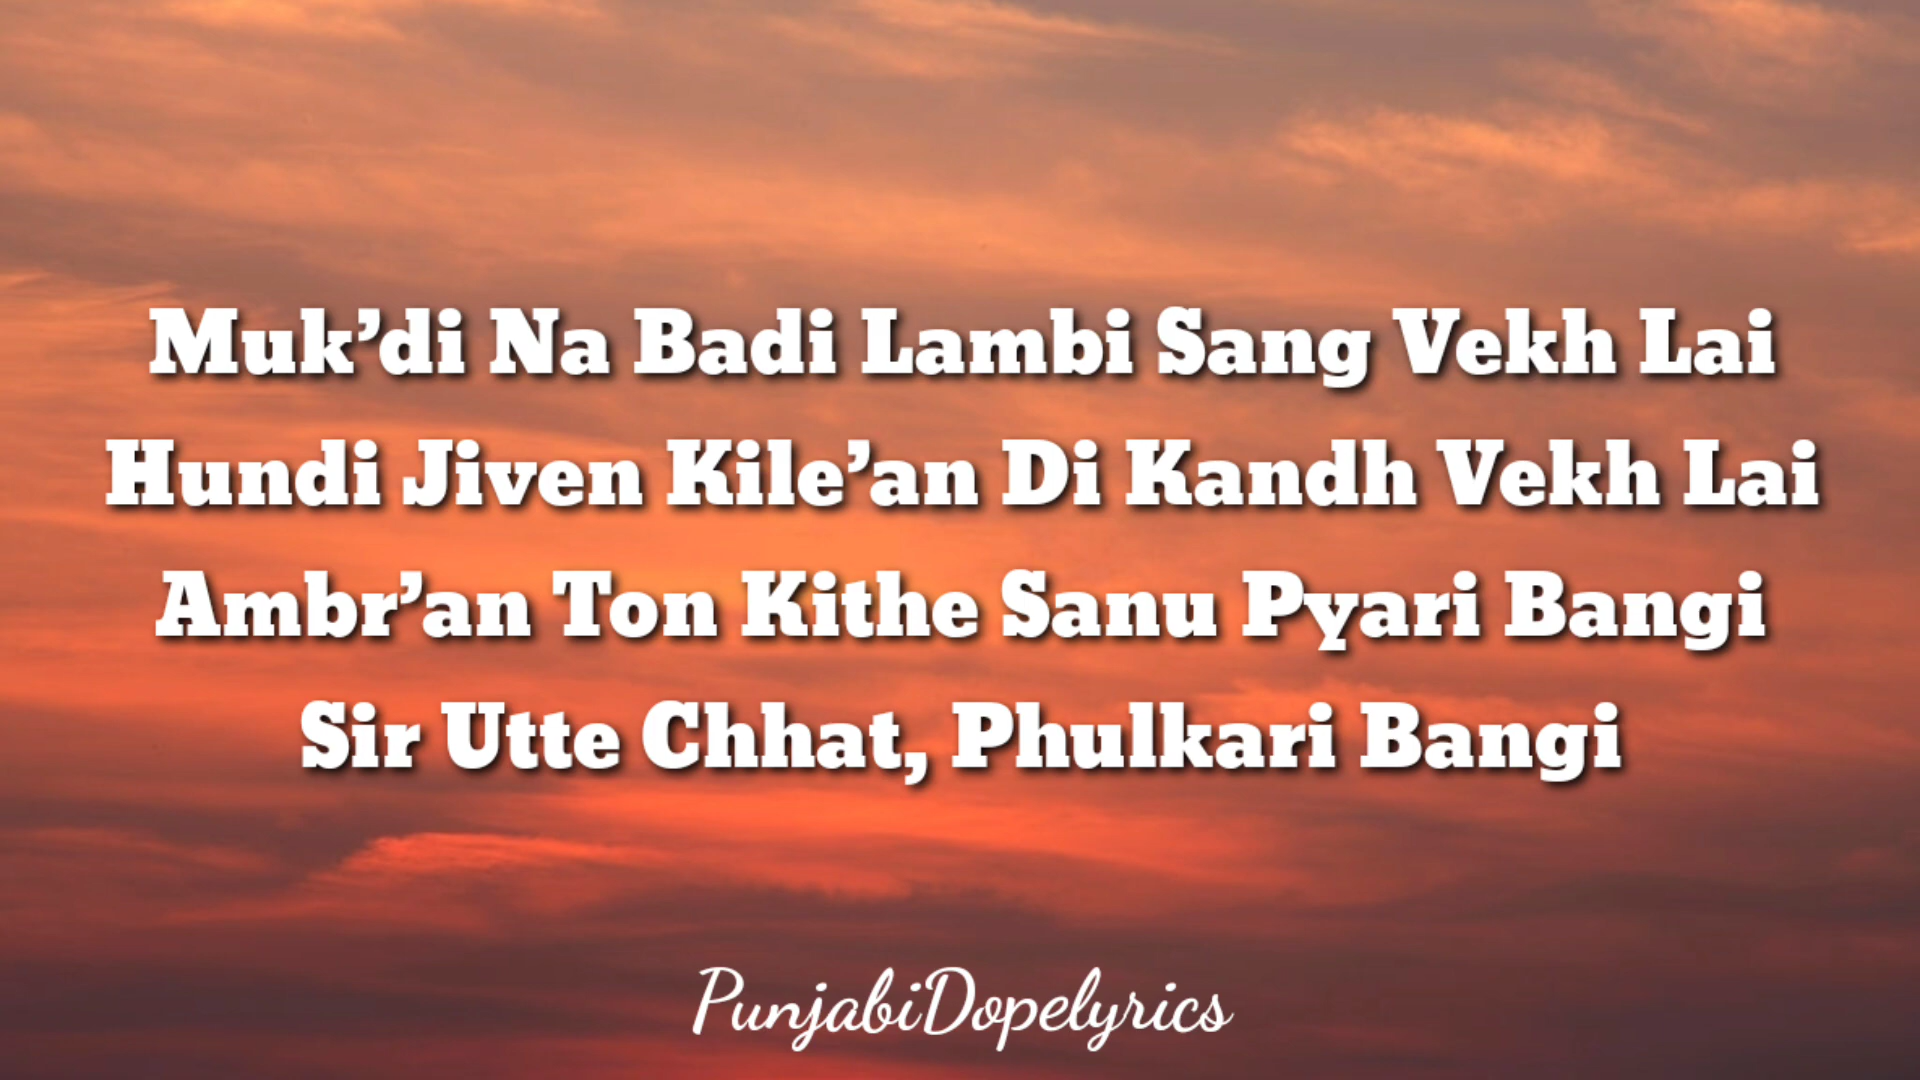 Muk’di Na Badi Lambi Sang Vekh Lai
Hundi Jiven Kile’an Di Kandh Vekh Lai
Ambr’an Ton Kithe Sanu Pyari Bangi
Sir Utte Chhat, Phulkari Bangi
PunjabiDopelyrics